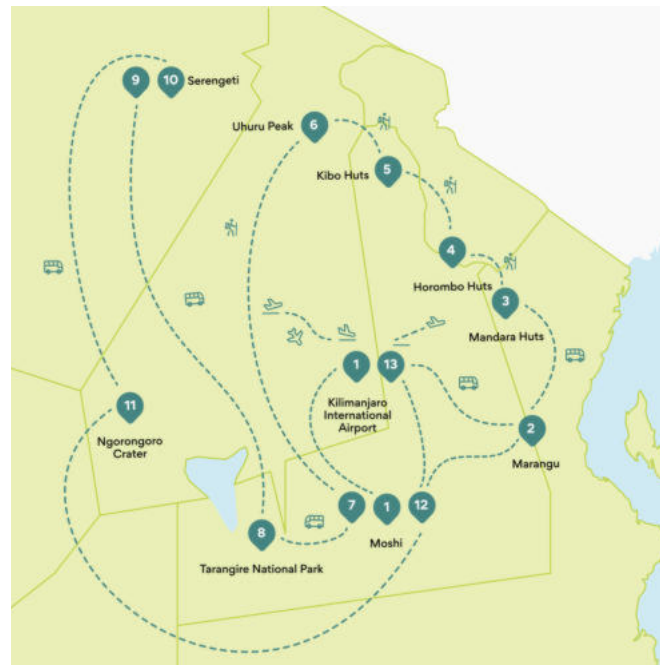 9
10
Serengeti
Uhuru Peak
6
Kibo Huts
5
4
Horombo Huts
3
Mandara Huts
1
13
Kilimanjaro
International
Airport
11
Ngorongoro
Crater
2
Marangu
7
1
12
Moshi
8
Tarangire National Park